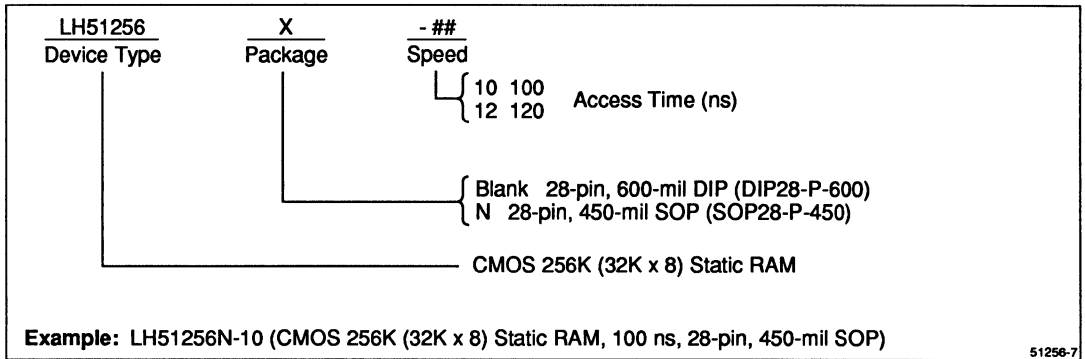 LH51256 X - ##
Device Type Package Speed
10 100
12 120
Access Time (ns)
Blank 28-pin, 600-mil DIP (DIP28-P-600)
N 28-pin, 450-mil SOP (SOP28-P-450)
CMOS 256K (32K x 8) Static RAM
Example: LH51256N-10 (CMOS 256K (32K x 8) Static RAM, 100 ns, 28-pin, 450-mil SOP)
51256-7